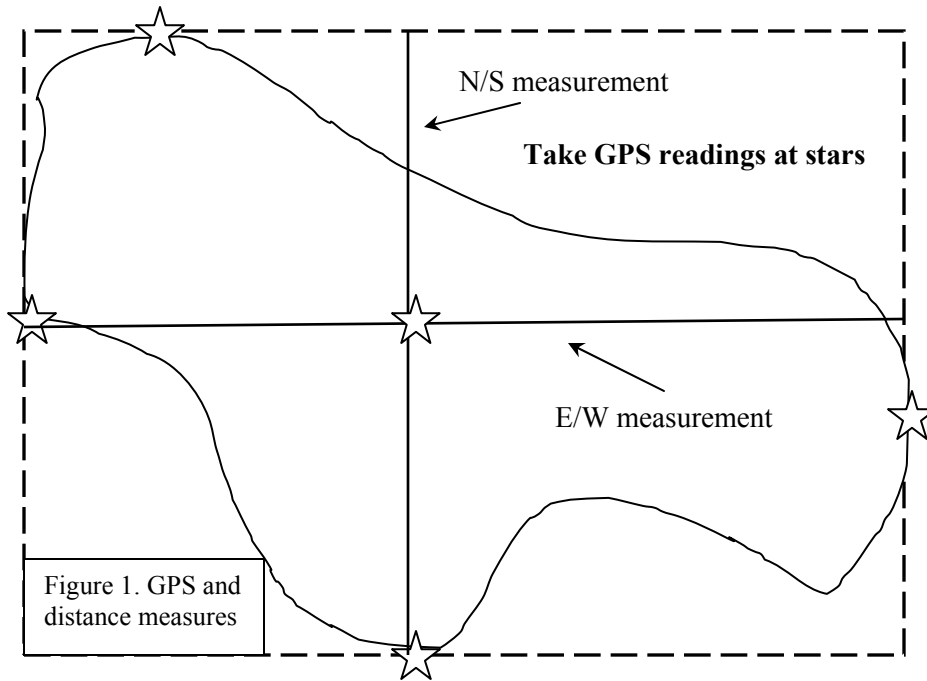 N/S measurement
Take GPS readings at stars
E/W measurement
Figure 1. GPS and
distance measures